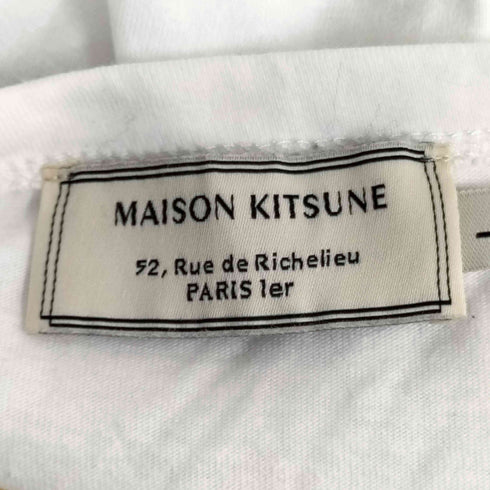 MAISON KITSUNE
52, Rue de Richelieu
PARIS 1er